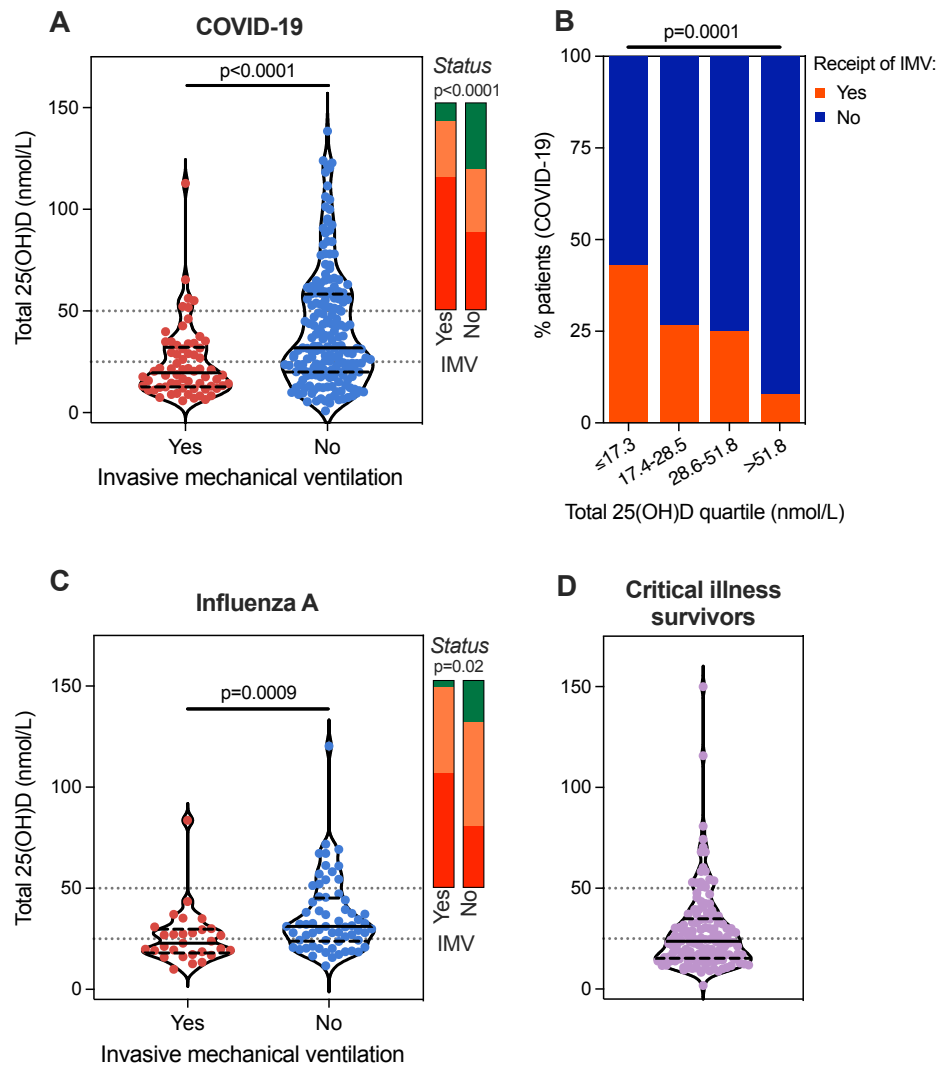 A
COVID-19
Status
p<0.0001
p<0.0001
Total 25(OH)D (nmol/L)
150
100
50
0
Yes
No
Invasive mechanical ventilation
Yes
No
IMV
B
p=0.0001
Receipt of IMV:
Yes
No
% patients (COVID-19)
100
75
50
25
0
≤17.3
17.4-28.5
28.6-51.8
>51.8
Total 25(OH)D quartile (nmol/L)
C
Influenza A
Status
p=0.02
p=0.0009
Total 25(OH)D (nmol/L)
150
100
50
0
Yes
No
Invasive mechanical ventilation
Yes
No
IMV
D
Critical illness
survivors
150
100
50
0